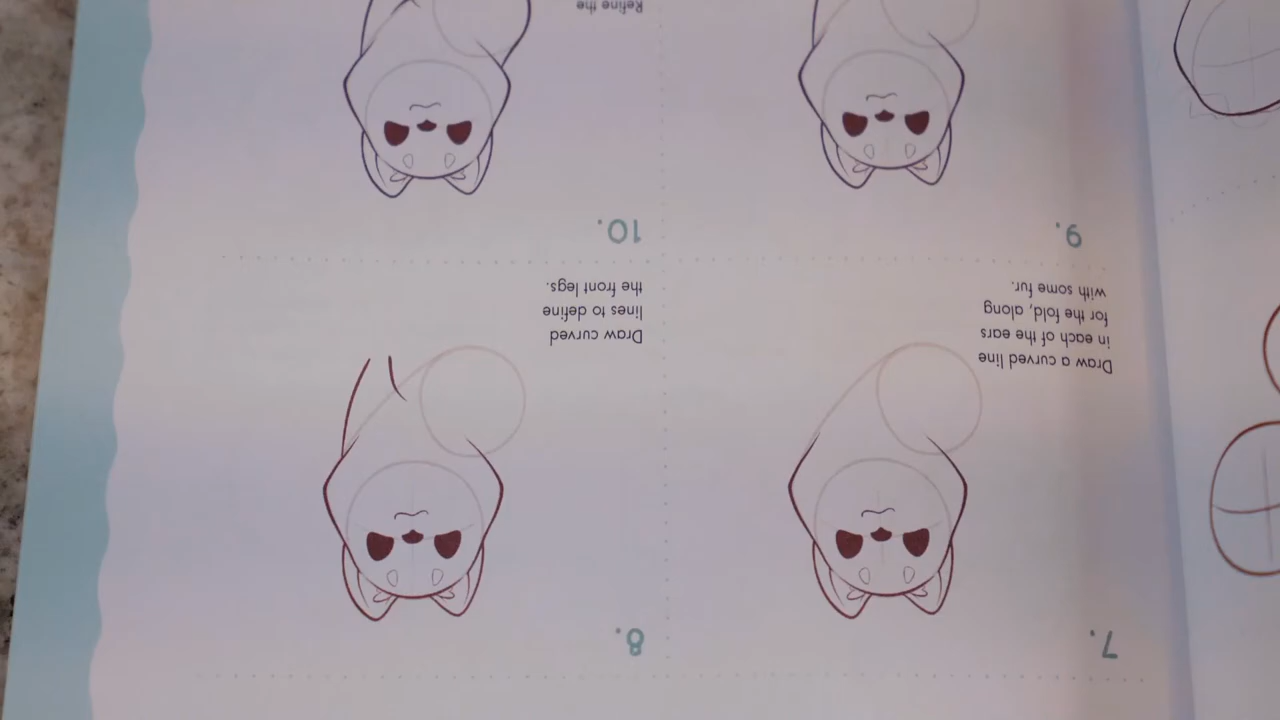 7.
Draw a curved line
in each of the ears
for the fold, along
with some fur.
8.
Draw curved
lines to define
the front legs.
9.
10.
Refine the